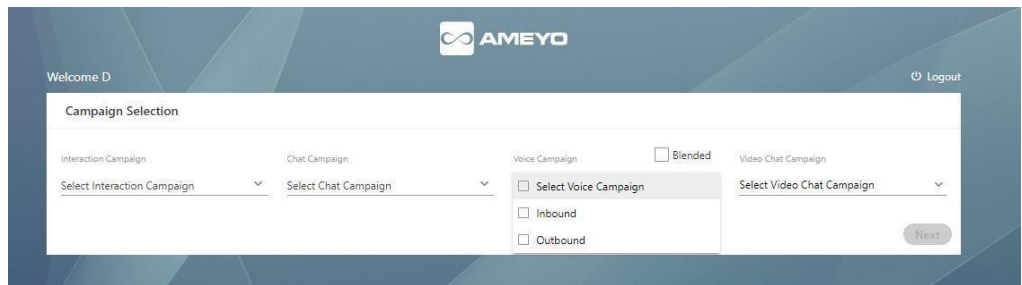 AMEYO
Welcome D
Logout
Campaign Selection
Interaction Campaign
Select Interaction Campaign
Chat Campaign
Select Chat Campaign
Voice Campaign
Blended
Select Voice Campaign
Inbound
Outbound
Video Chat Campaign
Select Video Chat Campaign
Next